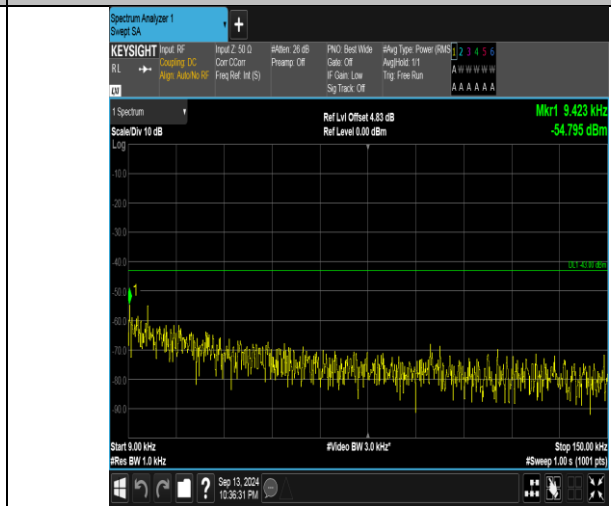 Spectrum Analyzer 1
Swept SA
+
KEYSIGHT Input: RF Input Z: 50 Ω #Atten: 26 dB PNO: Best Wide #Avg Type: Power (RMS 1 2 3 4 5 6
RL Coupling: DC Corr CCorr Preamp: Off Gate: Off Avg|Hold: 1/1 A W W W W W
Align: Auto/No RF Freq Ref: Int (S) IF Gain: Low Trig: Free Run
Sig Track: Off A A A A A A
LXI
1 Spectrum Ref Lvl Offset 4.83 dB Mkr1 9.423 kHz
Scale/Div 10 dB Ref Level 0.00 dBm -54.795 dBm
Log
-10.0
-20.0
-30.0
-40.0
DL1 -43.00 dBm
-50.0
1
-60.0
-70.0
-80.0
-90.0
Start 9.00 kHz #Video BW 3.0 kHz* Stop 150.00 kHz
#Res BW 1.0 kHz #Sweep 1.00 s (1001 pts)
? Sep 13, 2024
10:36:31 PM